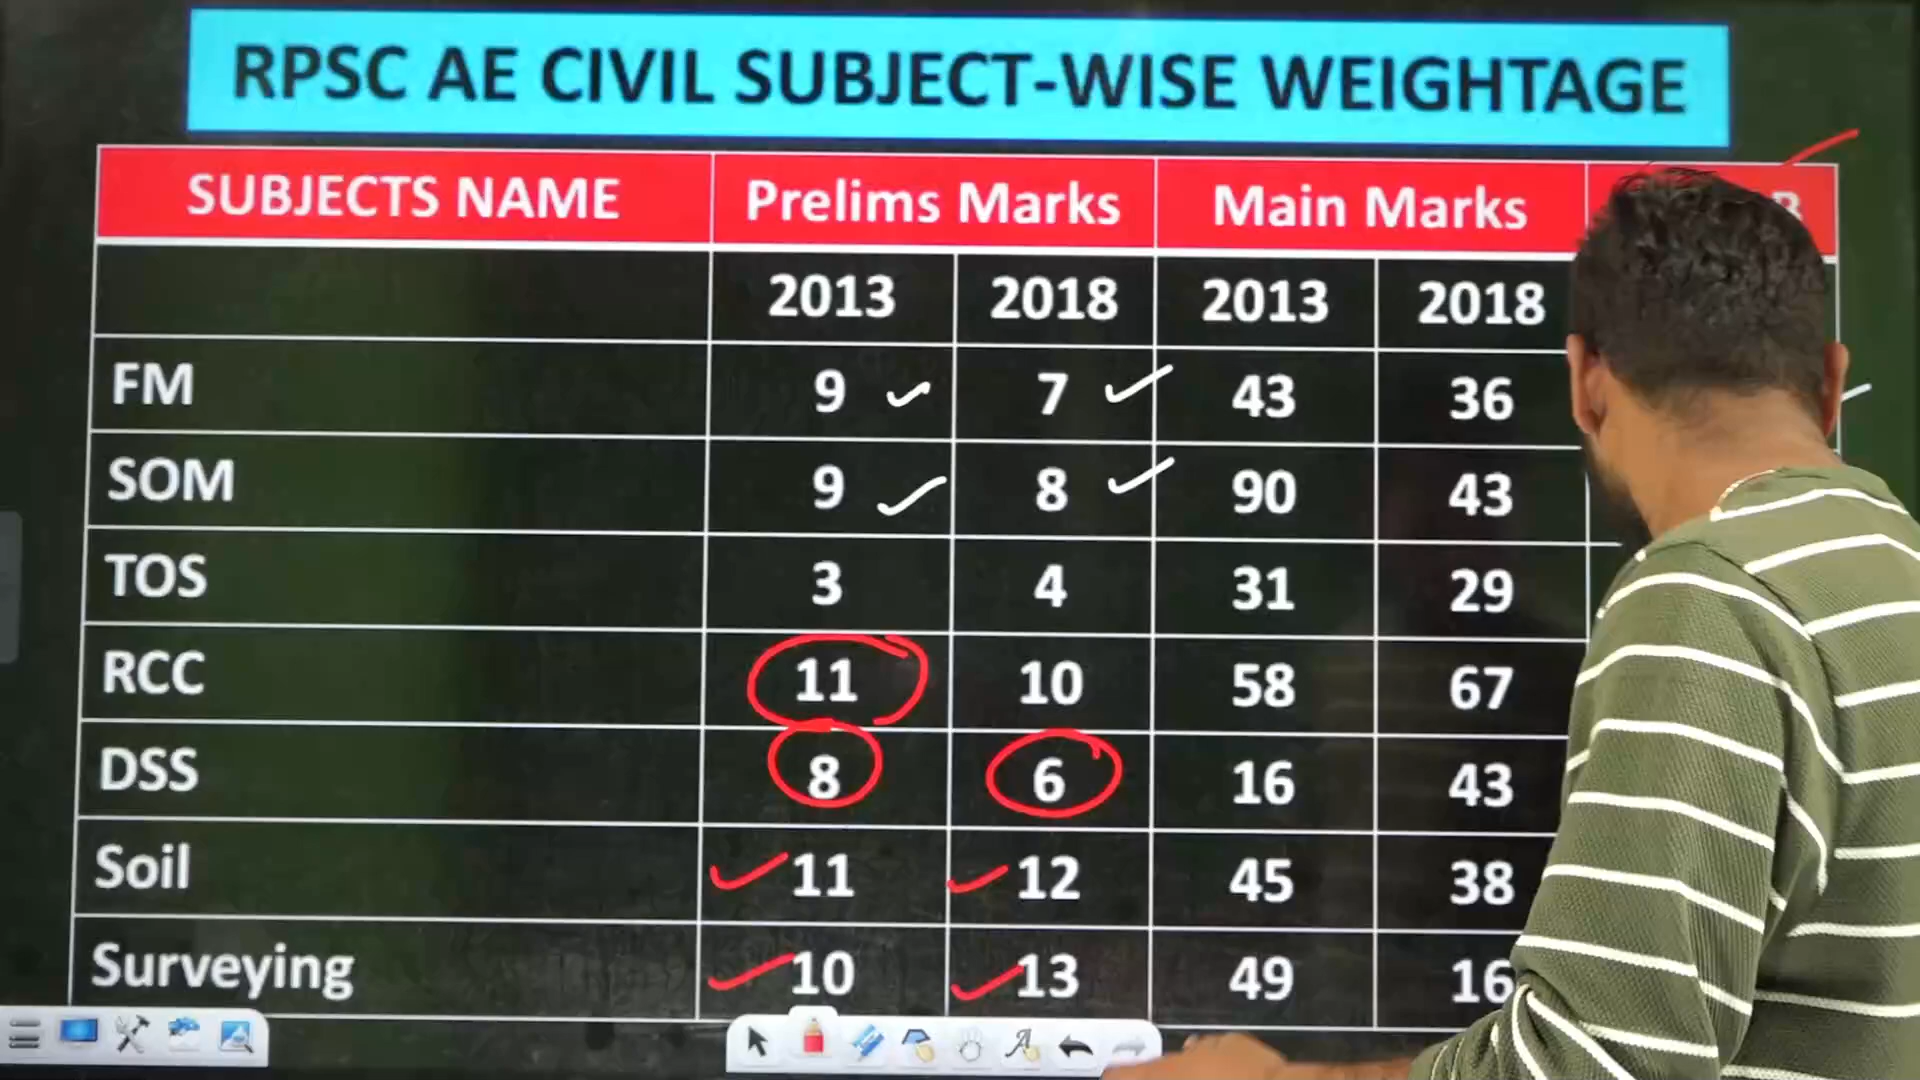 RPSC AE CIVIL SUBJECT-WISE WEIGHTAGE
SUBJECTS NAME Prelims Marks Main Marks
2013 2018 2013 2018
FM 9 7 43 36
SOM 9 8 90 43
TOS 3 4 31 29
RCC 11 10 58 67
DSS 8 6 16 43
Soil 11 12 45 38
Surveying 10 13 49 16